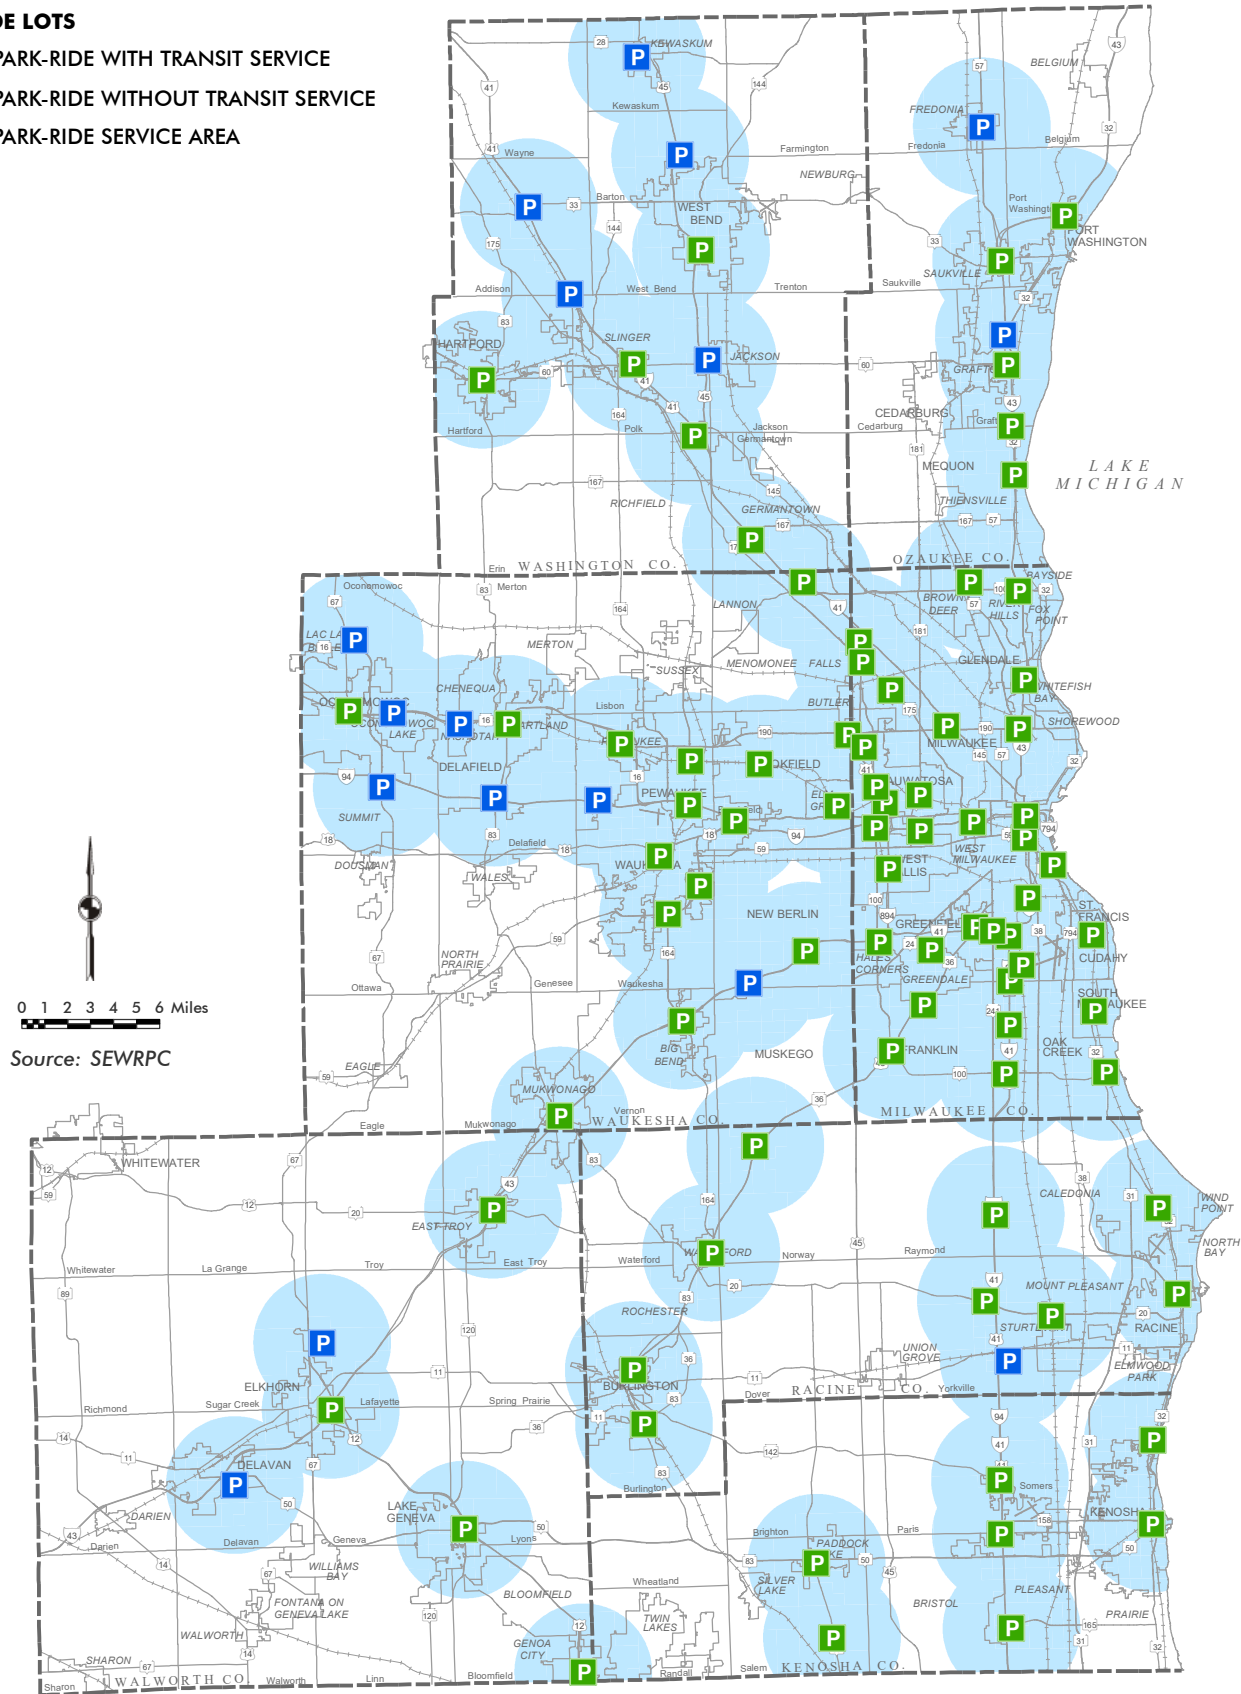 DE LOTS
PARK-RIDE WITH TRANSIT SERVICE
PARK-RIDE WITHOUT TRANSIT SERVICE
PARK-RIDE SERVICE AREA
KEWASKUM
Kewaskum
BELGIUM
FREDONIA
Fredonia
Belgium
Wayne
Farmington
NEWBURG
Barton
WEST
BEND
Port
PORT
WASHINGTON
SAUKVILLE
Saukville
Addison
West Bend
Trenton
HARTFORD
SLINGER
JACKSON
Hartford
Polk
Jackson
Germantown
CEDARBURG
Cedarburg
MEQUON
THIENSVILLE
LAKE
MICHIGAN
RICHFIELD
GERMANTOWN
Erin
WASHINGTON CO.
OZAUKEE CO.
Oconomowoc
Merton
LANNON
BAYSIDE
DEER
RIVER
HILLS
FOX
POINT
MERTON
SUSSEX
MENOMONEE FALLS
GLENDALE
CHENEQUA
BUTLER
Lisbon
LAKE
SHOREWOOD
MILWAUKEE
DELAFIELD
SUMMIT
Delafield
DOUSMAN
WALES
WEST
MILWAUKEE
NEW BERLIN
ST.
FRANCIS
CUDAHY
HALES
CORNERS
GREENDALE
NORTH
PRAIRIE
Ottawa
Genesee
Waukesha
SOUTH
BIG
BEND
MUSKEGO
FRANKLIN
OAK
CREEK
EAGLE
MUKWONAGO
Vernon
WAUKESHA CO.
MILWAUKEE CO.
Eagle
Mukwonago
WHITEWATER
CALEDONIA
WIND
POINT
NORTH
BAY
EAST TROY
East Troy
Whitewater
La Grange
Troy
Waterford
Norway
Raymond
ROCHESTER
MOUNT PLEASANT
RACINE
UNION
GROVE
ELMWOOD
PARK
ELKHORN
BURLINGTON
Richmond
Sugar Creek
Lafayette
Spring Prairie
Dover
RACINE CO.
Yorkville
DELAVAN
DARIEN
Darien
Delavan
Geneva
LAKE
GENEVA
Lyons
Burlington
Somers
KENOSHA
Brighton
Paris
PADDOCK
SILVER
LAKE
WILLIAMS
BAY
FONTANA ON
GENEVA LAKE
WALWORTH
BLOOMFIELD
Wheatland
TWIN
LAKES
BRISTOL
PLEASANT
PRAIRIE
GENOA
CITY
SHARON
Sharon
WALWORTH CO.
Walworth
Linn
Bloomfield
Randall
Salem
KENOSHA CO.
0 1 2 3 4 5 6 Miles
Source: SEWRPC